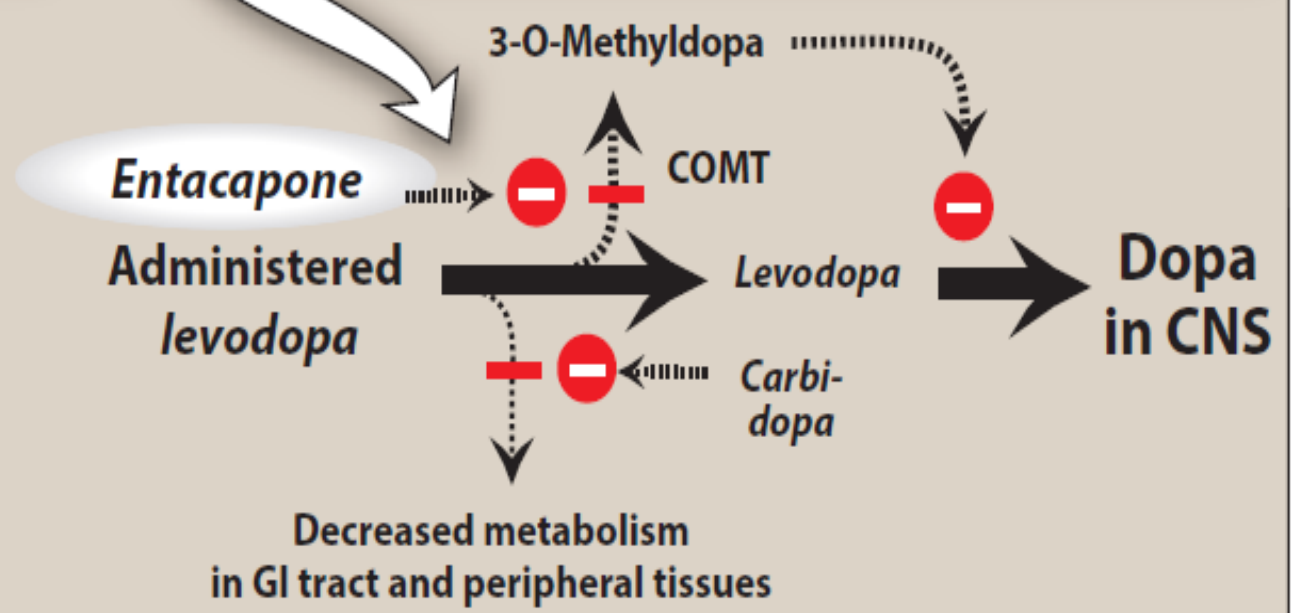 3-O-Methyldopa
COMT
Entacapone
Administered
levodopa
Levodopa
Dopa
in CNS
Carbi-
dopa
Decreased metabolism
in GI tract and peripheral tissues